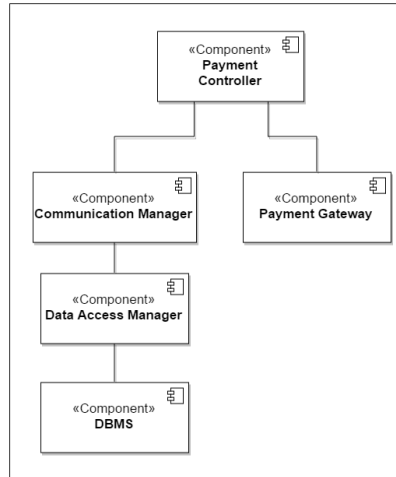 «Component»
Payment
Controller
«Component»
Communication Manager
«Component»
Payment Gateway
«Component»
Data Access Manager
«Component»
DBMS